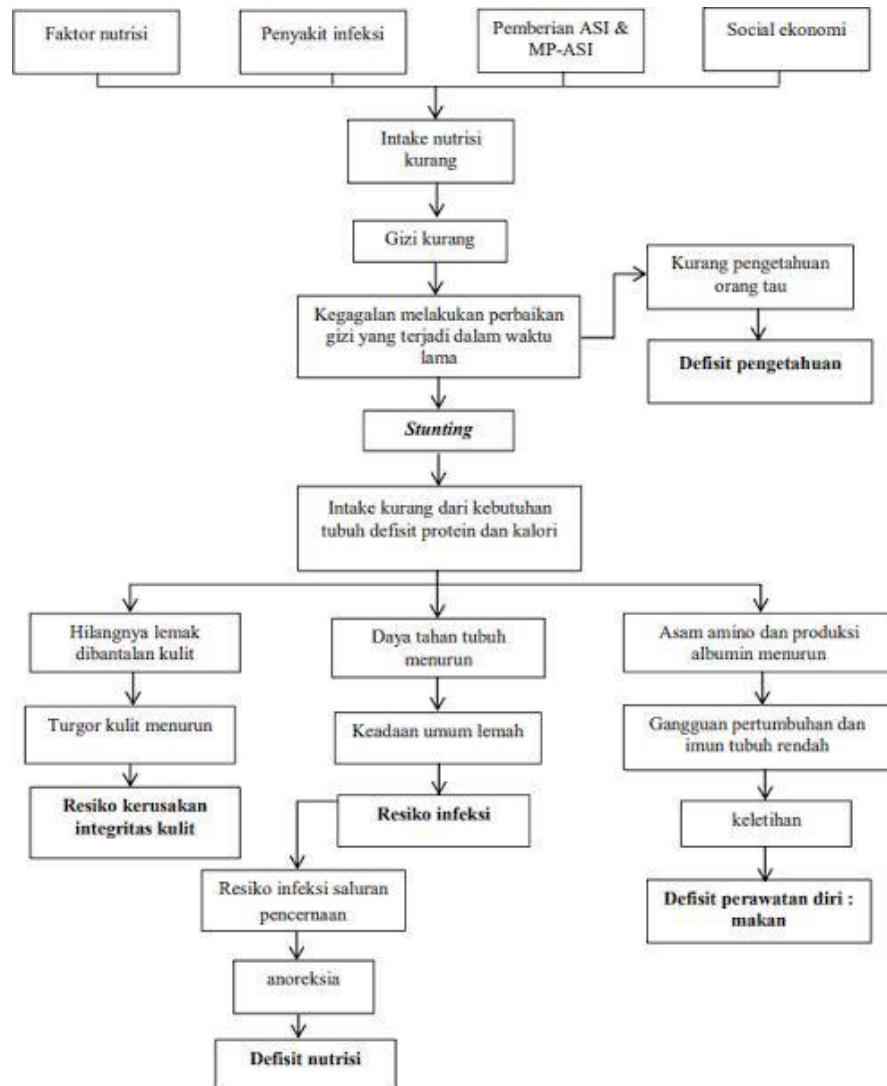 Faktor nutrisi
Penyakit infeksi
Pemberian ASI &
MP-ASI
Social ekonomi
Intake nutrisi
kurang
Gizi kurang
Kurang pengetahuan
orang tau
Kegagalan melakukan perbaikan
gizi yang terjadi dalam waktu
lama
Defisit pengetahuan
Stunting
Intake kurang dari kebutuhan
tubuh defisit protein dan kalori
Hilangnya lemak
dibantalan kulit
Daya tahan tubuh
menurun
Asam amino dan produksi
albumin menurun
Turgor kulit menurun
Keadaan umum lemah
Gangguan pertumbuhan dan
imun tubuh rendah
Resiko kerusakan
integritas kulit
Resiko infeksi
keletihan
Resiko infeksi saluran
pencernaan
Defisit perawatan diri :
makan
anoreksia
Defisit nutrisi